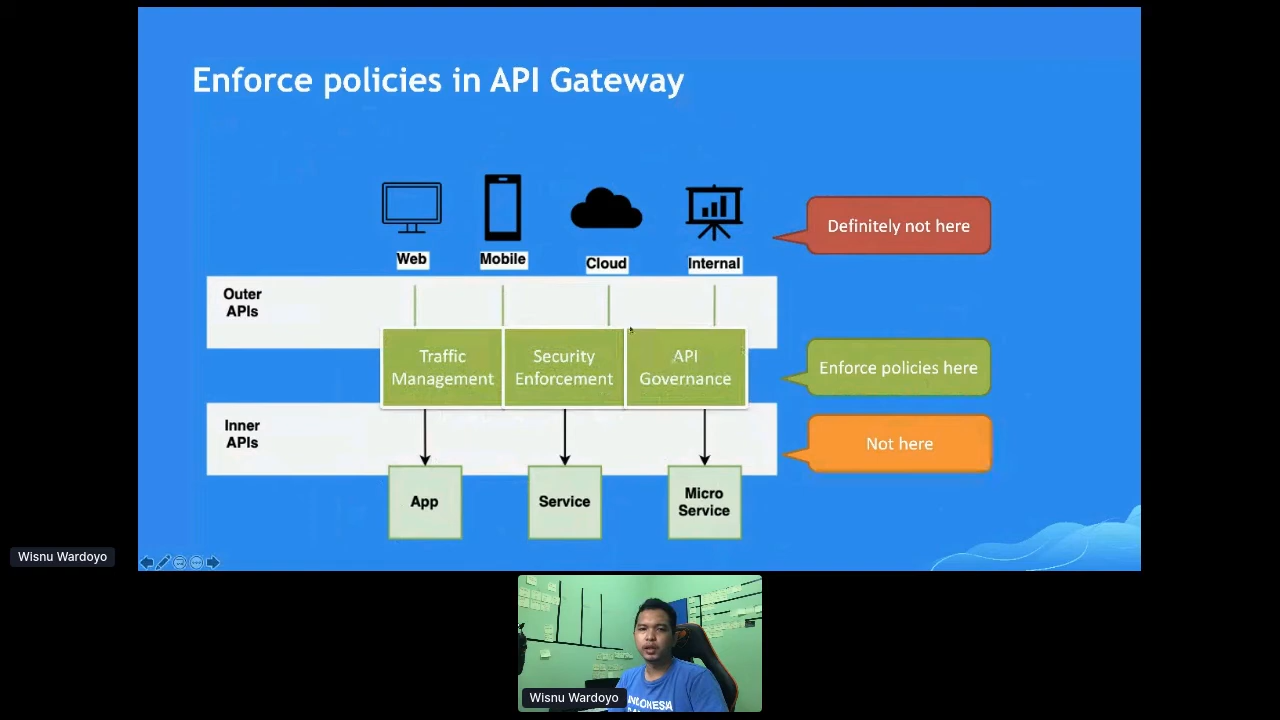 Enforce policies in API Gateway
Web
Mobile
Cloud
Internal
Definitely not here
Outer
APIs
Traffic
Management
Security
Enforcement
API
Governance
Enforce policies here
Inner
APIs
Not here
App
Service
Micro
Service
Wisnu Wardoyo
Wisnu Wardoyo
INDONESIA